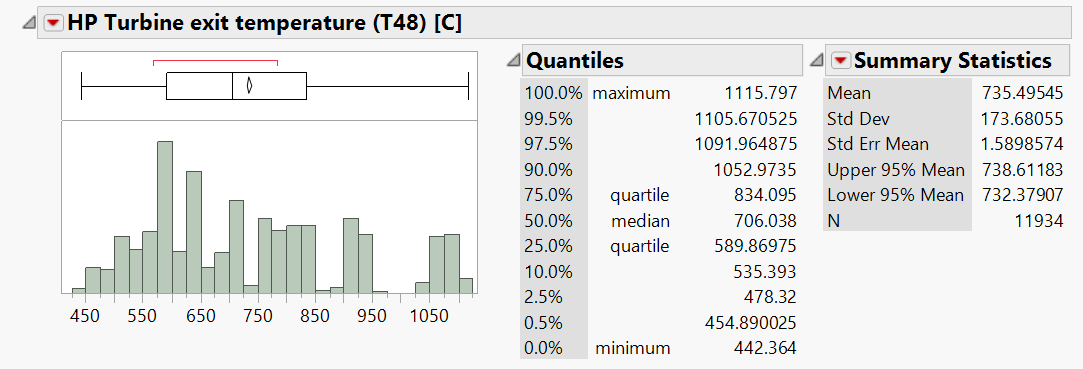 HP Turbine exit temperature (T48) [C]
450 550 650 750 850 950 1050
Quantiles
100.0% maximum 1115.797
99.5% 1105.670525
97.5% 1091.964875
90.0% 1052.9735
75.0% quartile 834.095
50.0% median 706.038
25.0% quartile 589.86975
10.0% 535.393
2.5% 478.32
0.5% 454.890025
0.0% minimum 442.364
Summary Statistics
Mean 735.49545
Std Dev 173.68055
Std Err Mean 1.5898574
Upper 95% Mean 738.61183
Lower 95% Mean 732.37907
N 11934